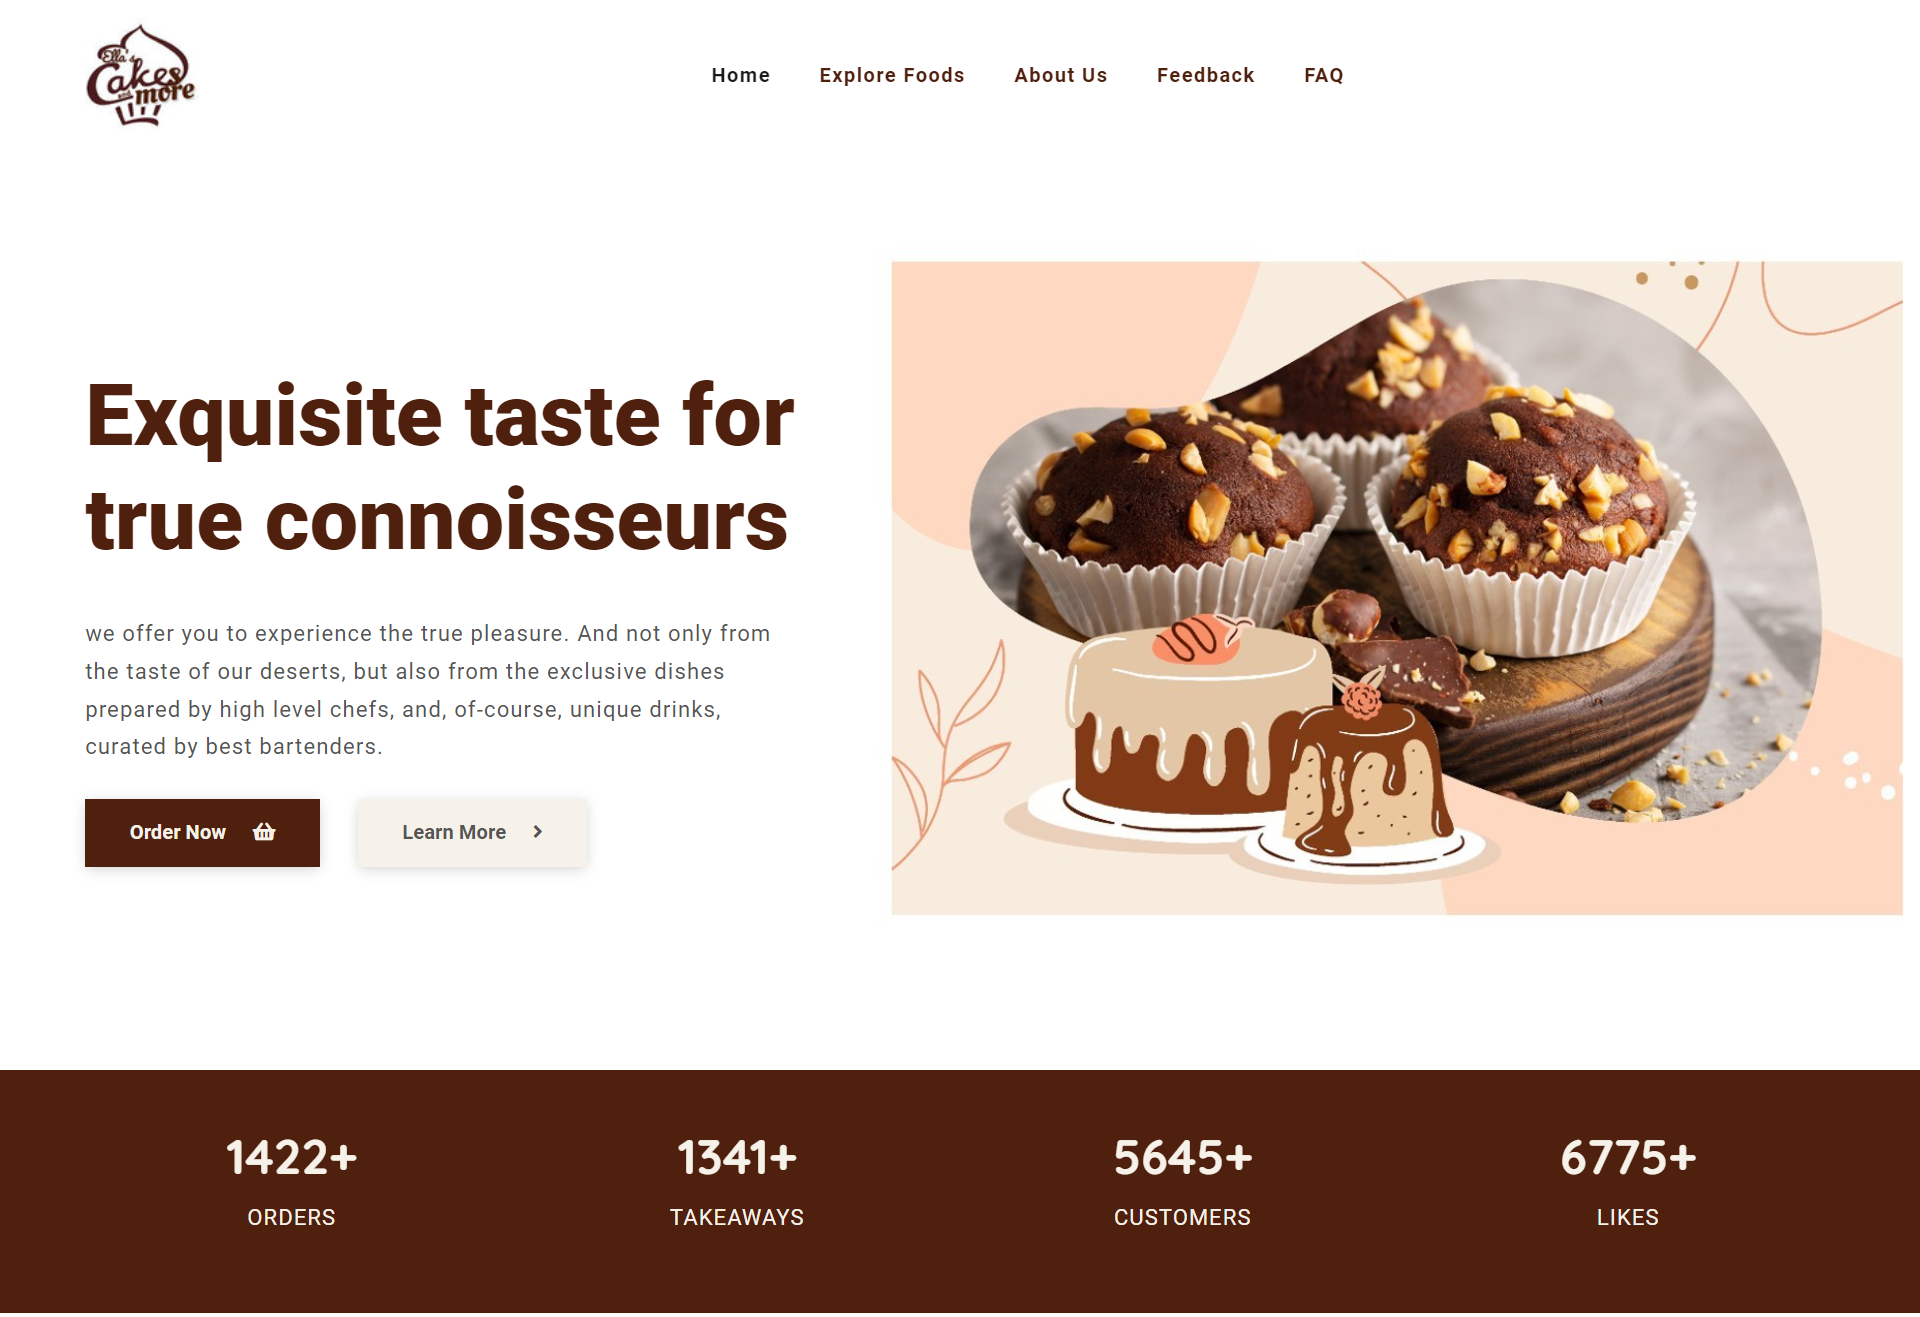 Ella's
Cakes
and more
Home
Explore Foods
About Us
Feedback
FAQ
Exquisite taste for
true connoisseurs
we offer you to experience the true pleasure. And not only from
the taste of our deserts, but also from the exclusive dishes
prepared by high level chefs, and, of-course, unique drinks,
curated by best bartenders.
Order Now
Learn More
1422+
1341+
5645+
6775+
ORDERS
TAKEAWAYS
CUSTOMERS
LIKES